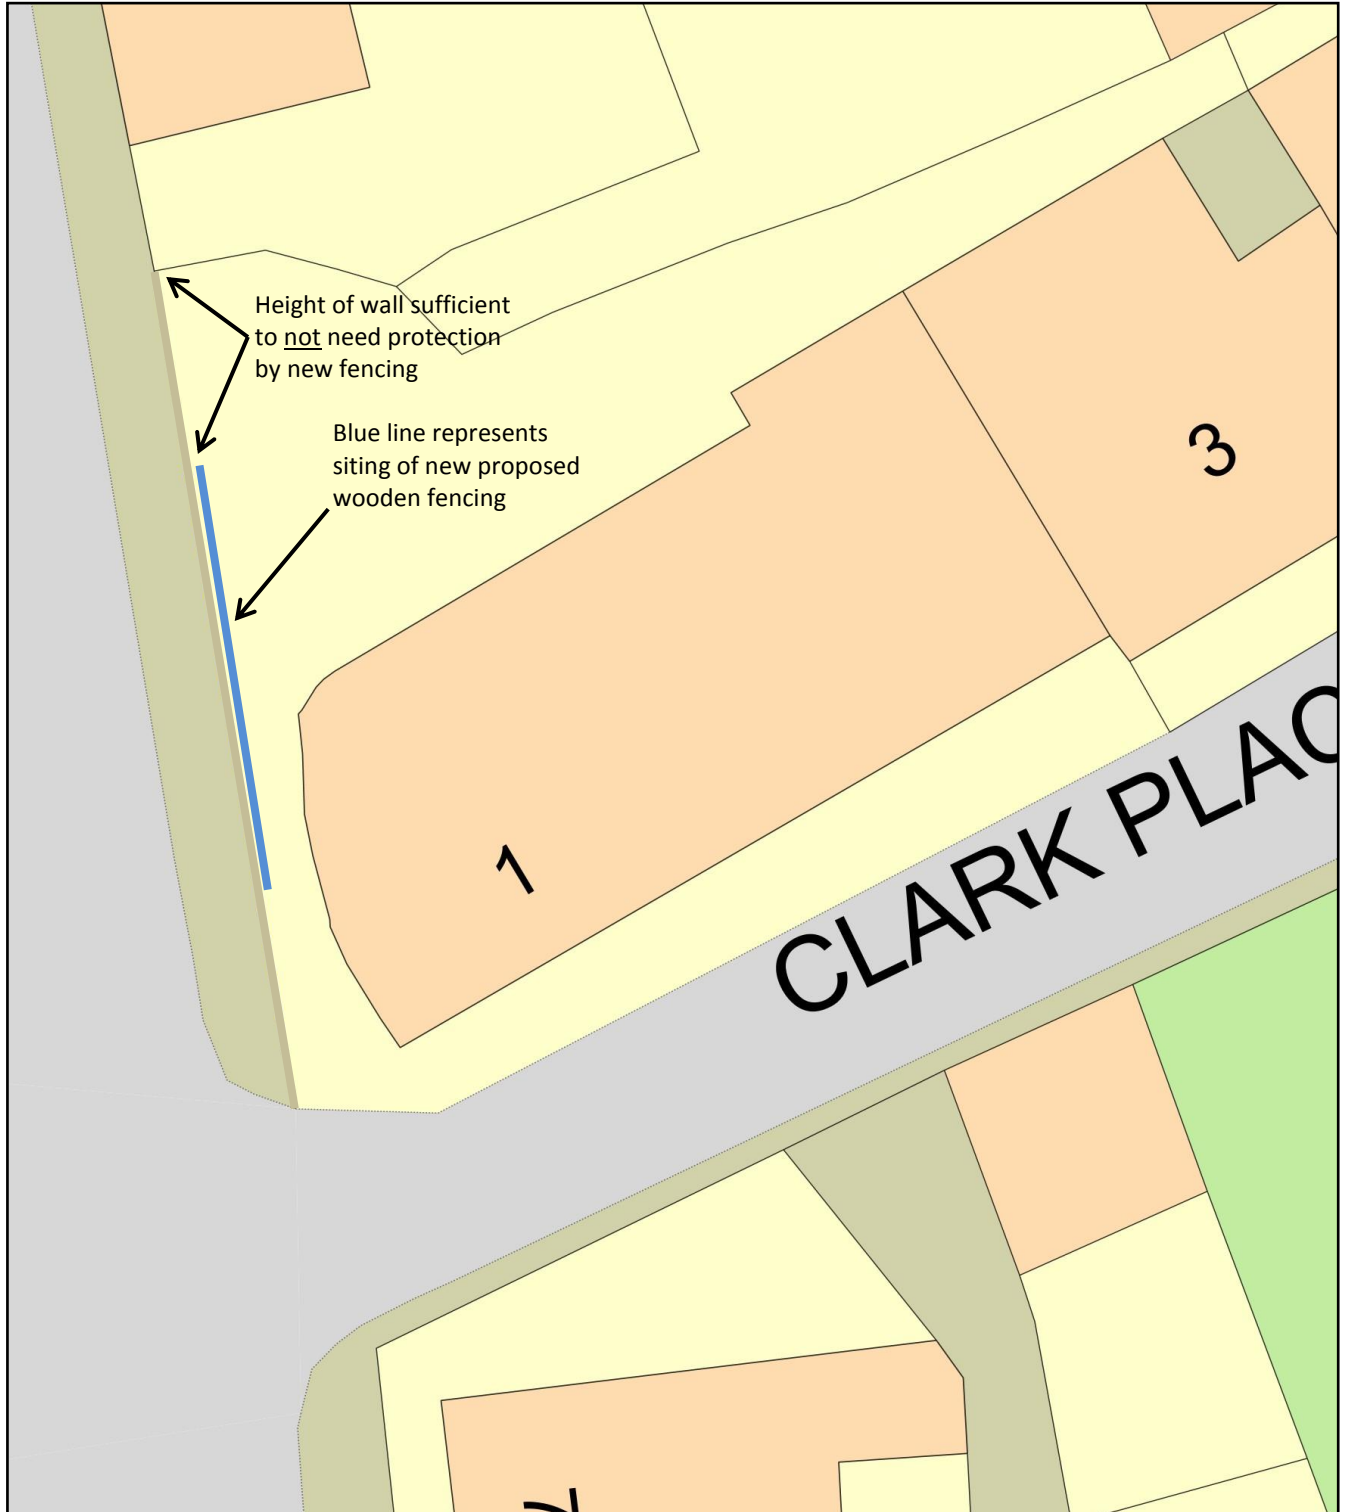 Height of wall sufficient
to not need protection
by new fencing
Blue line represents
siting of new proposed
wooden fencing
3
1
CLARK PLAC